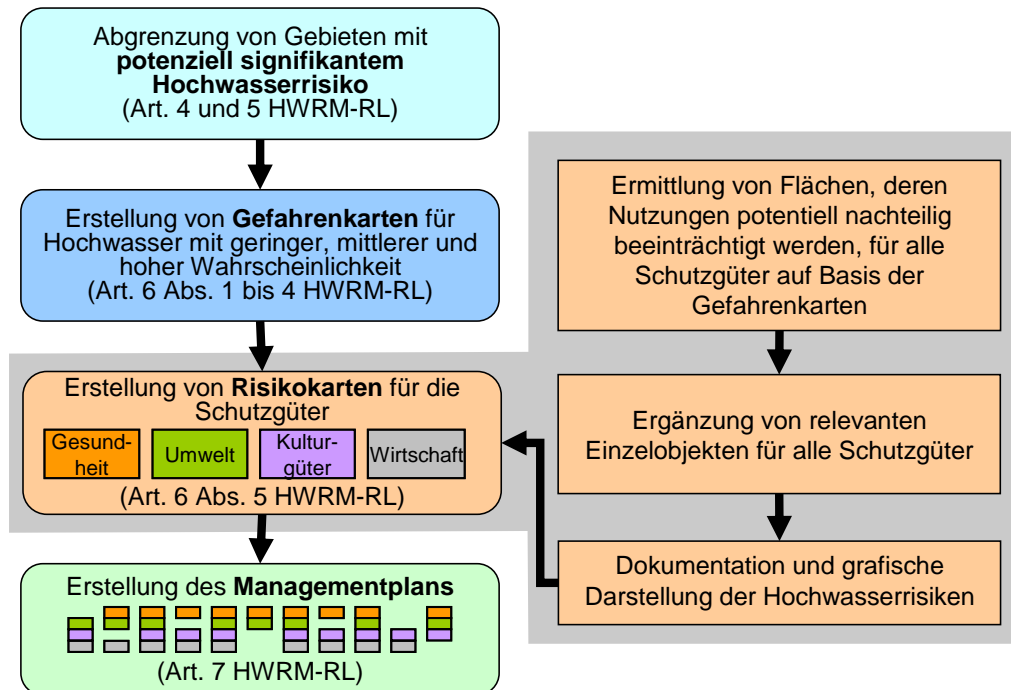 Abgrenzung von Gebieten mit
potenziell signifikantem
Hochwasserrisiko
(Art. 4 und 5 HWRM-RL)
Erstellung von Gefahrenkarten für
Hochwasser mit geringer, mittlerer und
hoher Wahrscheinlichkeit
(Art. 6 Abs. 1 bis 4 HWRM-RL)
Erstellung von Risikokarten für die
Schutzgüter
Gesund-
heit
Umwelt
Kultur-
güter
Wirtschaft
(Art. 6 Abs. 5 HWRM-RL)
Erstellung des Managementplans
(Art. 7 HWRM-RL)
Ermittlung von Flächen, deren
Nutzungen potentiell nachteilig
beeinträchtigt werden, für alle
Schutzgüter auf Basis der
Gefahrenkarten
Ergänzung von relevanten
Einzelobjekten für alle Schutzgüter
Dokumentation und grafische
Darstellung der Hochwasserrisiken